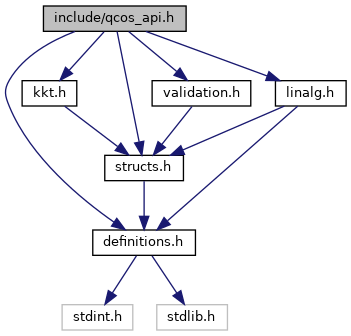 include/qcos_api.h
kkt.h
validation.h
linalg.h
structs.h
definitions.h
stdint.h
stdlib.h